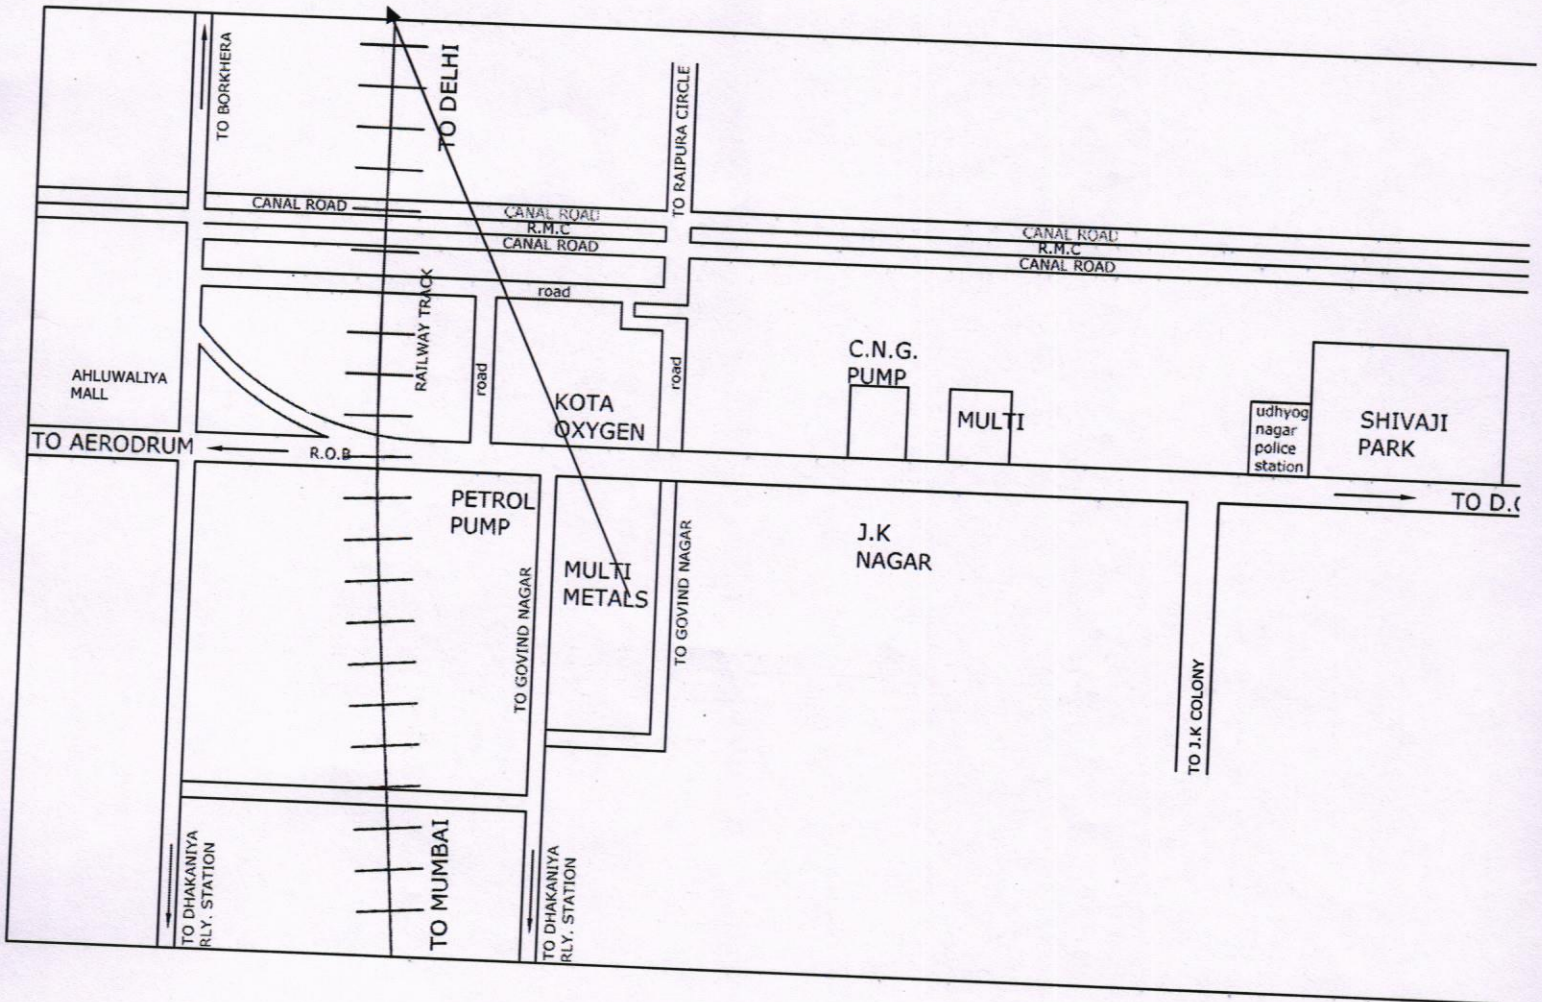 TO BORKHERA
TO DELHI
TO RAIPURA CIRCLE
CANAL ROAD
CANAL ROAD
R.M.C
CANAL ROAD
CANAL ROAD
R.M.C
CANAL ROAD
RAILWAY TRACK
road
road
road
AHLUWALIYA
MALL
KOTA
OXYGEN
C.N.G.
PUMP
MULTI
udhyog
nagar
police
station
SHIVAJI
PARK
TO AERODRUM
R.O.B
TO D.
PETROL
PUMP
MULTI
METALS
J.K
NAGAR
TO GOVIND NAGAR
TO GOVIND NAGAR
TO J.K COLONY
TO DHAKANIYA
RLY. STATION
TO MUMBAI
TO DHAKANIYA
RLY. STATION